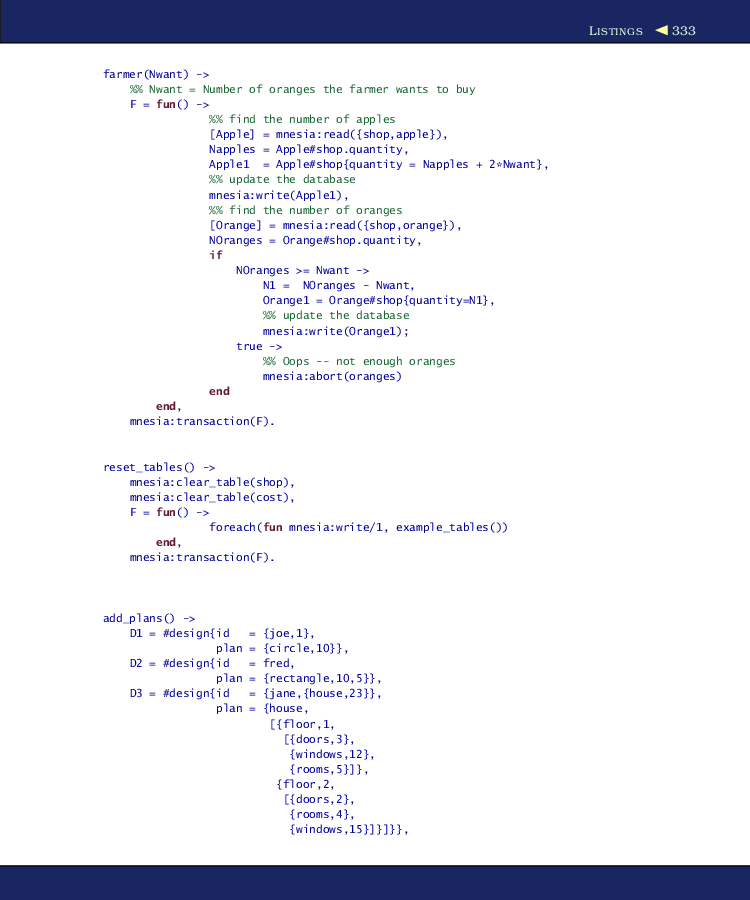 LISTINGS ◀ 333
farmer(Nwant) ->
    %% Nwant = Number of oranges the farmer wants to buy
    F = fun() ->
                %% find the number of apples
                [Apple] = mnesia:read({shop,apple}),
                Napples = Apple#shop.quantity,
                Apple1  = Apple#shop{quantity = Napples + 2*Nwant},
                %% update the database
                mnesia:write(Apple1),
                %% find the number of oranges
                [Orange] = mnesia:read({shop,orange}),
                NOranges = Orange#shop.quantity,
                if
                    NOranges >= Nwant ->
                        N1 =  NOranges - Nwant,
                        Orange1 = Orange#shop{quantity=N1},
                        %% update the database
                        mnesia:write(Orange1);
                    true ->
                        %% Oops -- not enough oranges
                        mnesia:abort(oranges)
                end
        end,
    mnesia:transaction(F).
reset_tables() ->
    mnesia:clear_table(shop),
    mnesia:clear_table(cost),
    F = fun() ->
                foreach(fun mnesia:write/1, example_tables())
        end,
    mnesia:transaction(F).
add_plans() ->
    D1 = #design{id   = {joe,1},
                 plan = {circle,10}},
    D2 = #design{id   = fred,
                 plan = {rectangle,10,5}},
    D3 = #design{id   = {jane,{house,23}},
                 plan = {house,
                         [{floor,1,
                           [{doors,3},
                            {windows,12},
                            {rooms,5}]},
                          {floor,2,
                           [{doors,2},
                            {rooms,4},
                            {windows,15}]}]}},